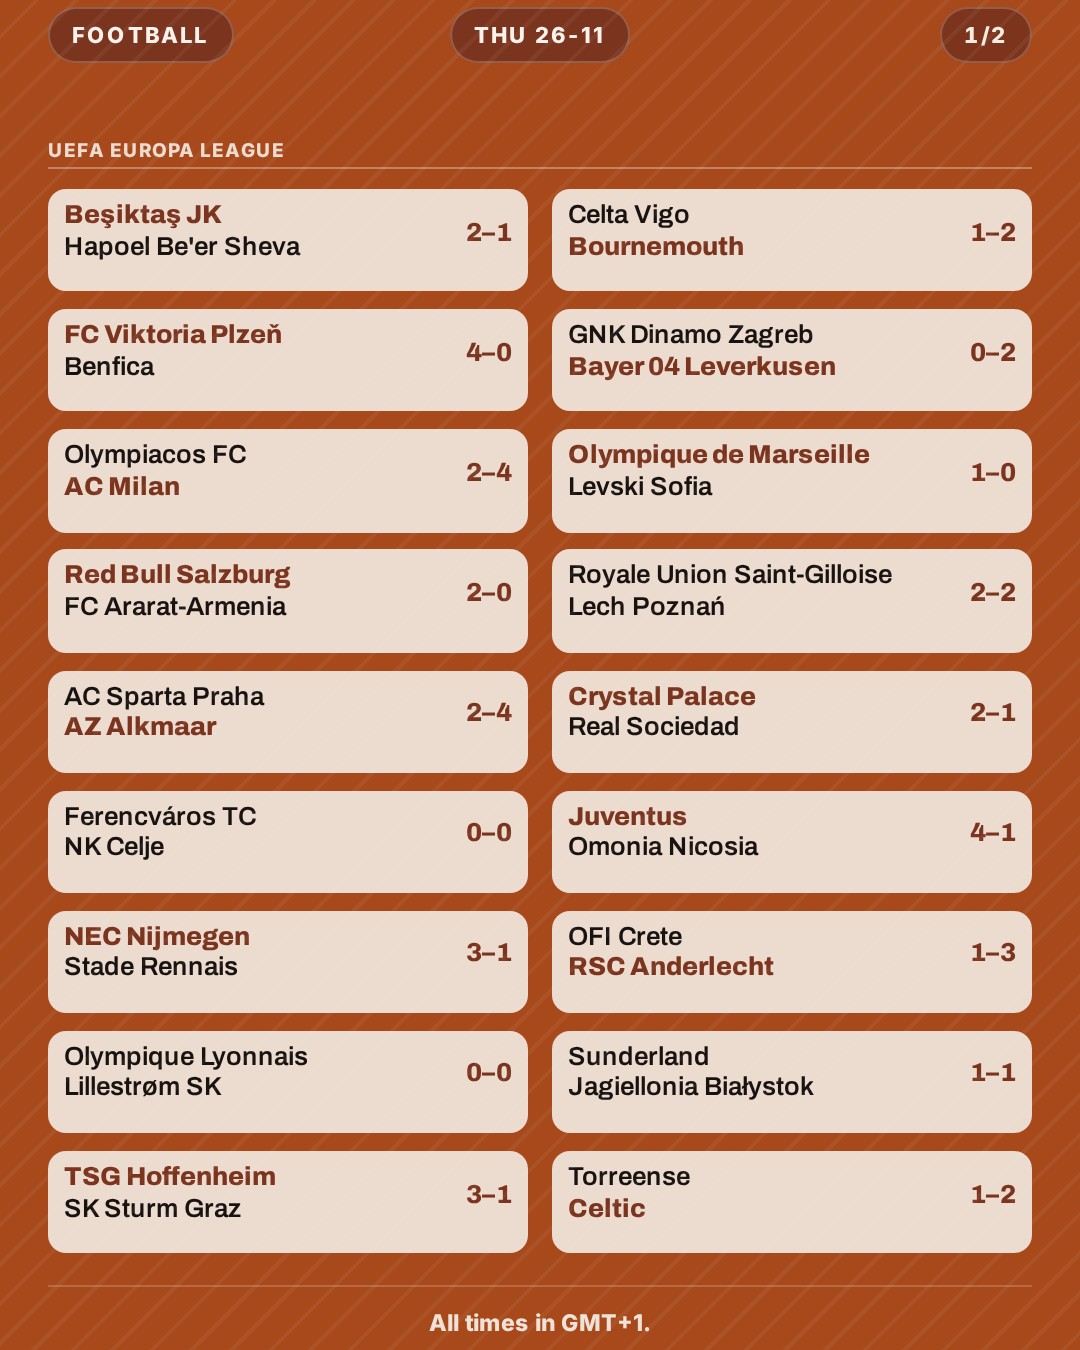 FOOTBALL
THU 26-11
1/2
UEFA EUROPA LEAGUE
Beşiktaş JK
Hapoel Be'er Sheva
2–1
Celta Vigo
Bournemouth
1–2
FC Viktoria Plzeň
Benfica
4–0
GNK Dinamo Zagreb
Bayer 04 Leverkusen
0–2
Olympiacos FC
AC Milan
2–4
Olympique de Marseille
Levski Sofia
1–0
Red Bull Salzburg
FC Ararat-Armenia
2–0
Royale Union Saint-Gilloise
Lech Poznań
2–2
AC Sparta Praha
AZ Alkmaar
2–4
Crystal Palace
Real Sociedad
2–1
Ferencváros TC
NK Celje
0–0
Juventus
Omonia Nicosia
4–1
NEC Nijmegen
Stade Rennais
3–1
OFI Crete
RSC Anderlecht
1–3
Olympique Lyonnais
Lillestrøm SK
0–0
Sunderland
Jagiellonia Białystok
1–1
TSG Hoffenheim
SK Sturm Graz
3–1
Torreense
Celtic
1–2
All times in GMT+1.